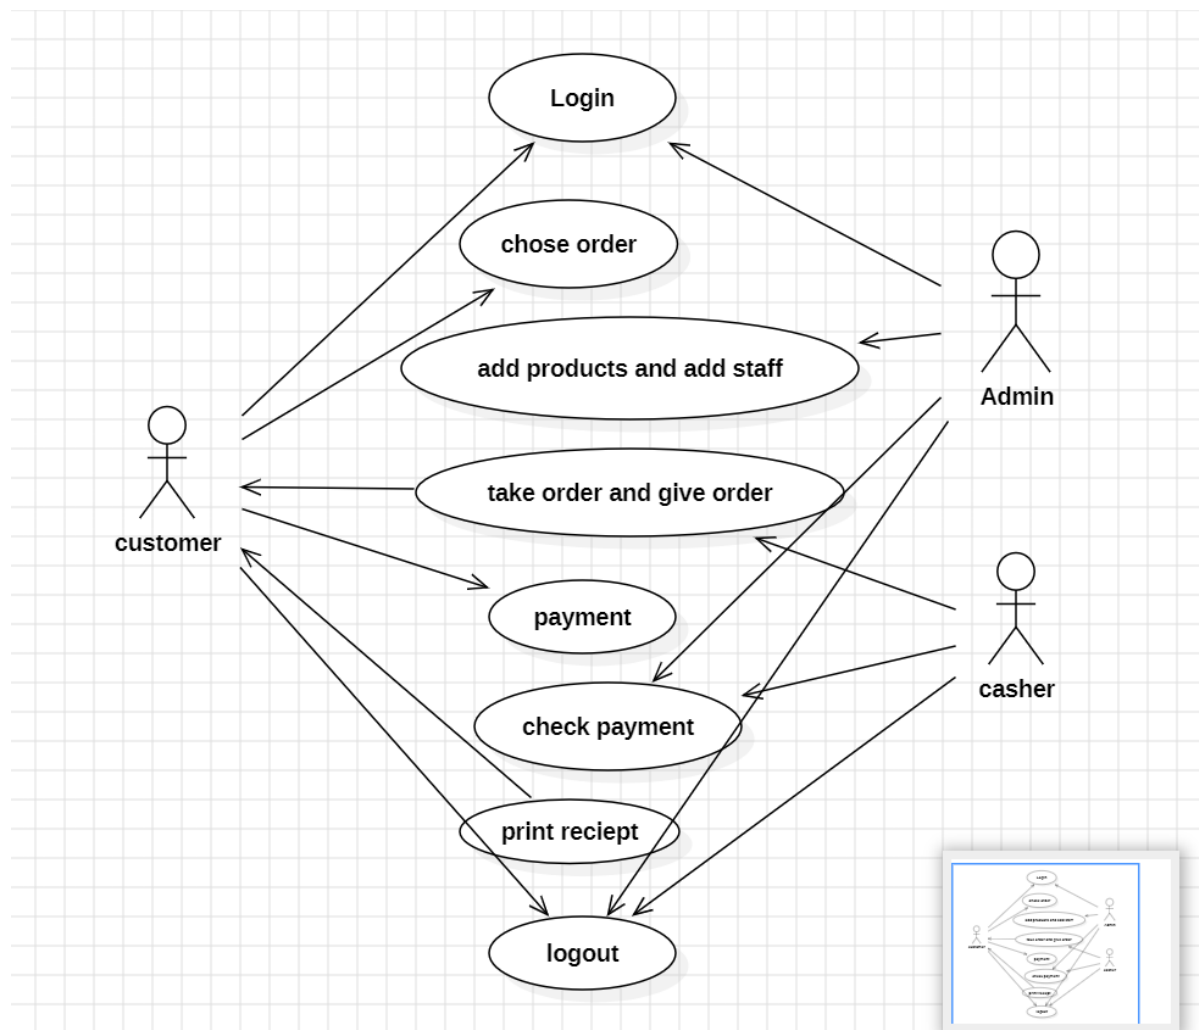 Login
chose order
add products and add staff
Admin
take order and give order
customer
payment
casher
check payment
print reciept
logout